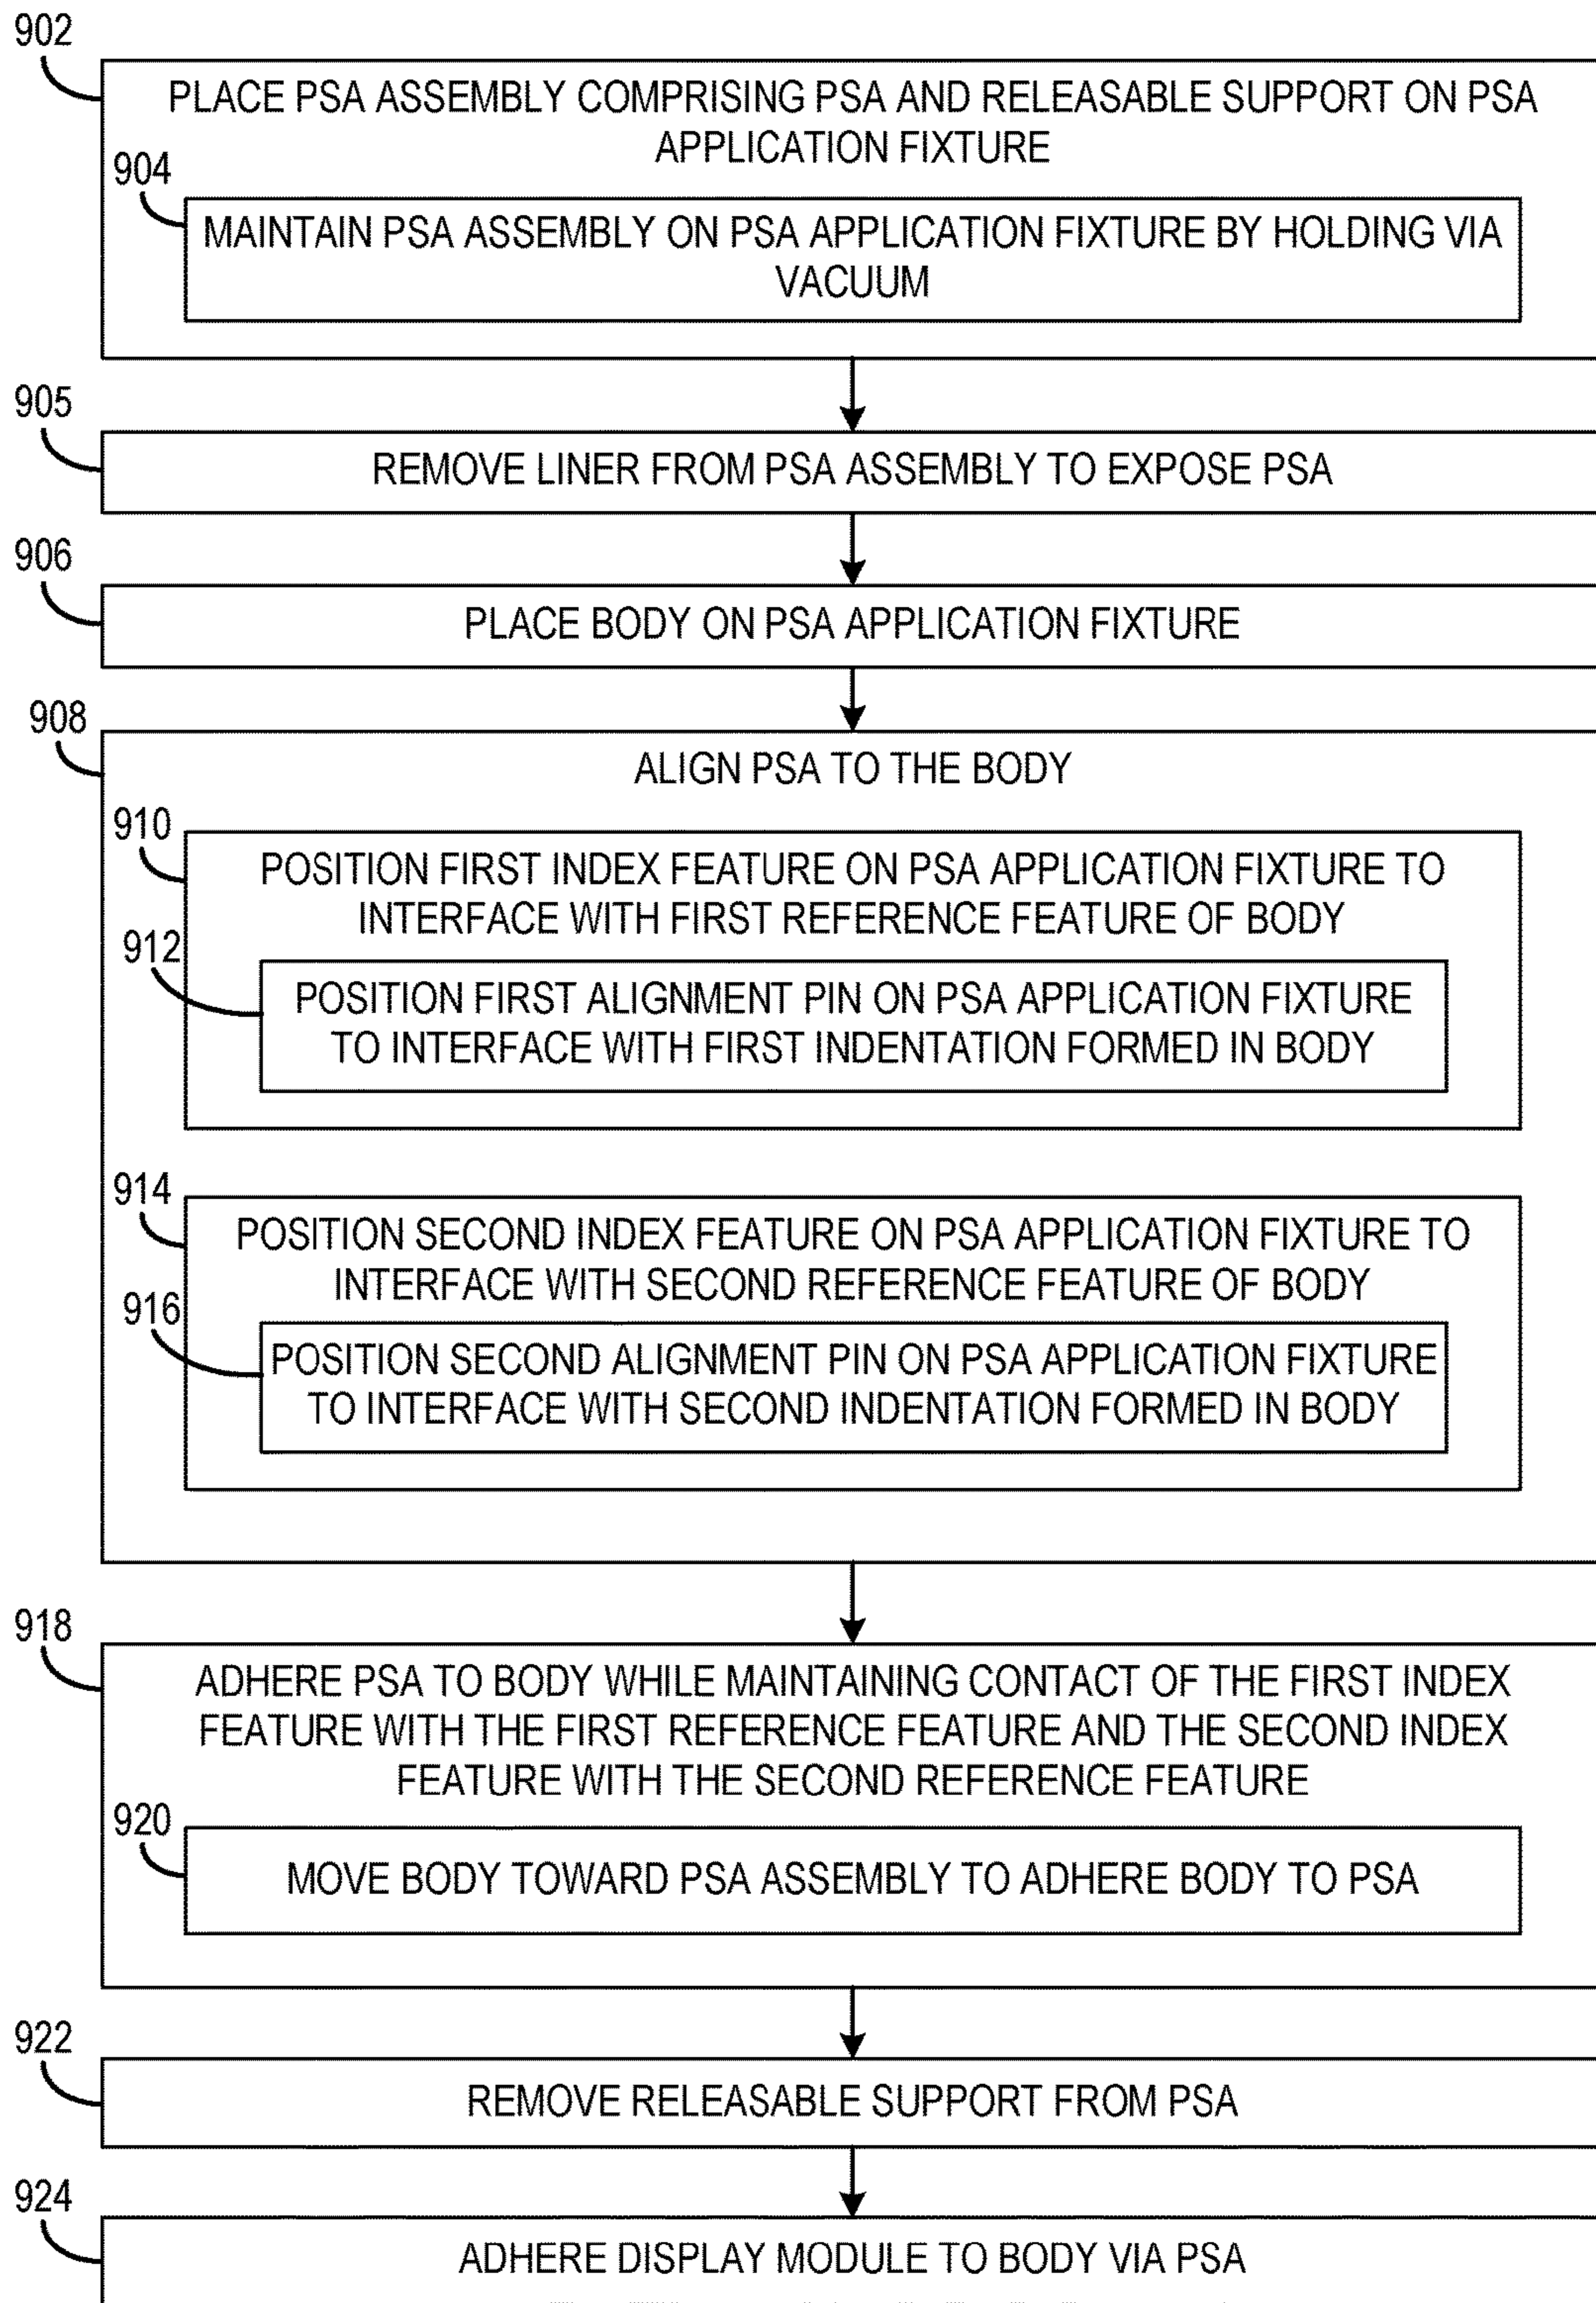 902
PLACE PSA ASSEMBLY COMPRISING PSA AND RELEASABLE SUPPORT ON PSA
APPLICATION FIXTURE
904
MAINTAIN PSA ASSEMBLY ON PSA APPLICATION FIXTURE BY HOLDING VIA
VACUUM
905
REMOVE LINER FROM PSA ASSEMBLY TO EXPOSE PSA
906
PLACE BODY ON PSA APPLICATION FIXTURE
908
ALIGN PSA TO THE BODY
910
POSITION FIRST INDEX FEATURE ON PSA APPLICATION FIXTURE TO
INTERFACE WITH FIRST REFERENCE FEATURE OF BODY
912
POSITION FIRST ALIGNMENT PIN ON PSA APPLICATION FIXTURE
TO INTERFACE WITH FIRST INDENTATION FORMED IN BODY
914
POSITION SECOND INDEX FEATURE ON PSA APPLICATION FIXTURE TO
INTERFACE WITH SECOND REFERENCE FEATURE OF BODY
916
POSITION SECOND ALIGNMENT PIN ON PSA APPLICATION FIXTURE
TO INTERFACE WITH SECOND INDENTATION FORMED IN BODY
918
ADHERE PSA TO BODY WHILE MAINTAINING CONTACT OF THE FIRST INDEX
FEATURE WITH THE FIRST REFERENCE FEATURE AND THE SECOND INDEX
FEATURE WITH THE SECOND REFERENCE FEATURE
920
MOVE BODY TOWARD PSA ASSEMBLY TO ADHERE BODY TO PSA
922
REMOVE RELEASABLE SUPPORT FROM PSA
924
ADHERE DISPLAY MODULE TO BODY VIA PSA